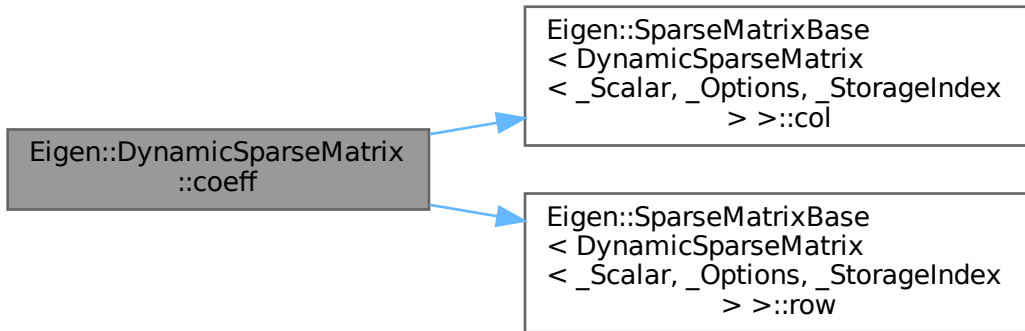 Eigen::DynamicSparseMatrix
::coeff
Eigen::SparseMatrixBase
< DynamicSparseMatrix
< _Scalar, _Options, _StorageIndex
> >::col
Eigen::SparseMatrixBase
< DynamicSparseMatrix
< _Scalar, _Options, _StorageIndex
> >::row